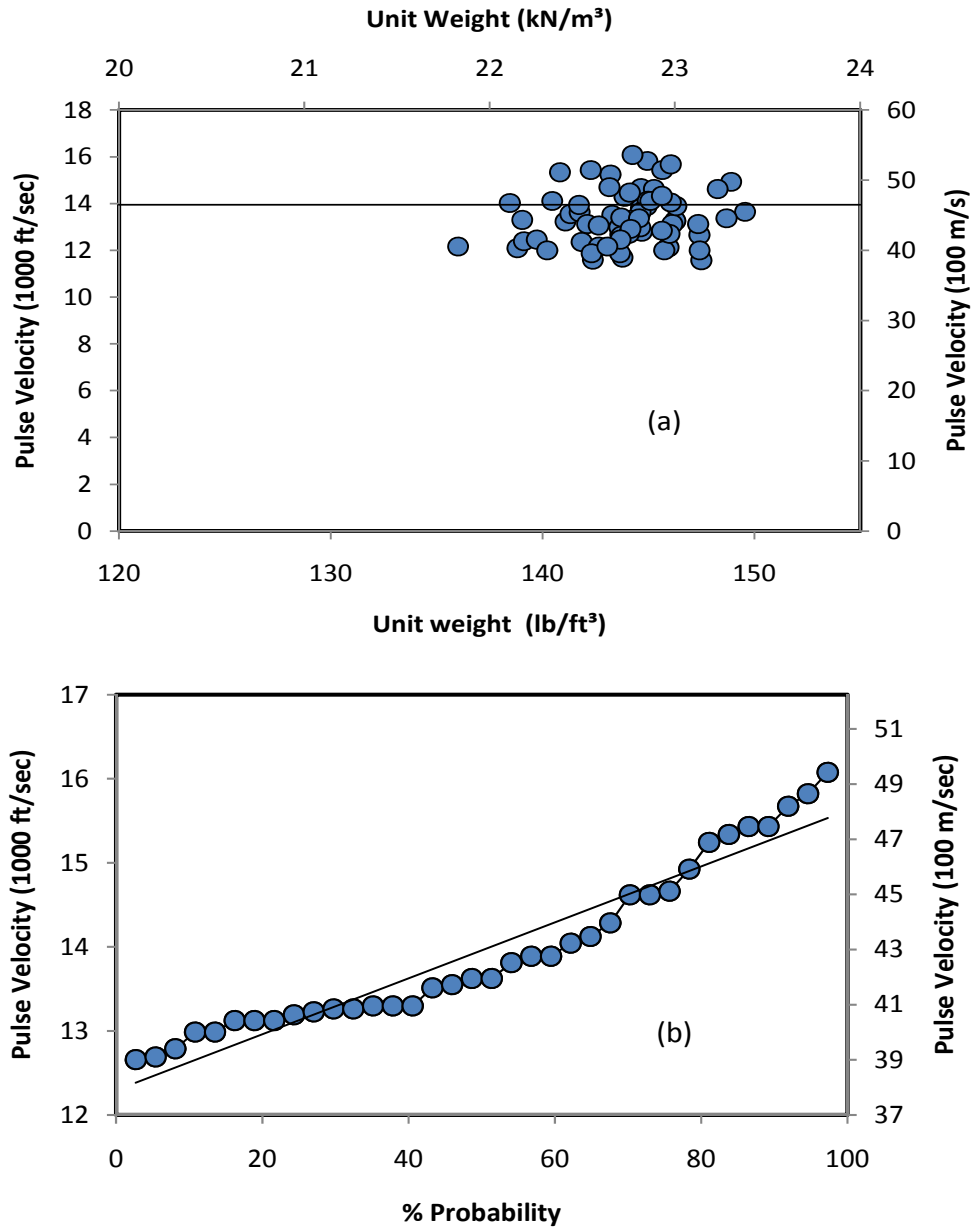 Unit Weight (kN/m³)
20 21 22 23 24
Pulse Velocity (1000 ft/sec)
18
16
14
12
10
8
6
4
2
0
60
50
40
30
20
10
0
Pulse Velocity (100 m/s)
(a)
120 130 140 150
Unit weight (lb/ft³)
Pulse Velocity (1000 ft/sec)
17
16
15
14
13
12
51
49
47
45
43
41
39
37
Pulse Velocity (100 m/sec)
(b)
0 20 40 60 80 100
% Probability